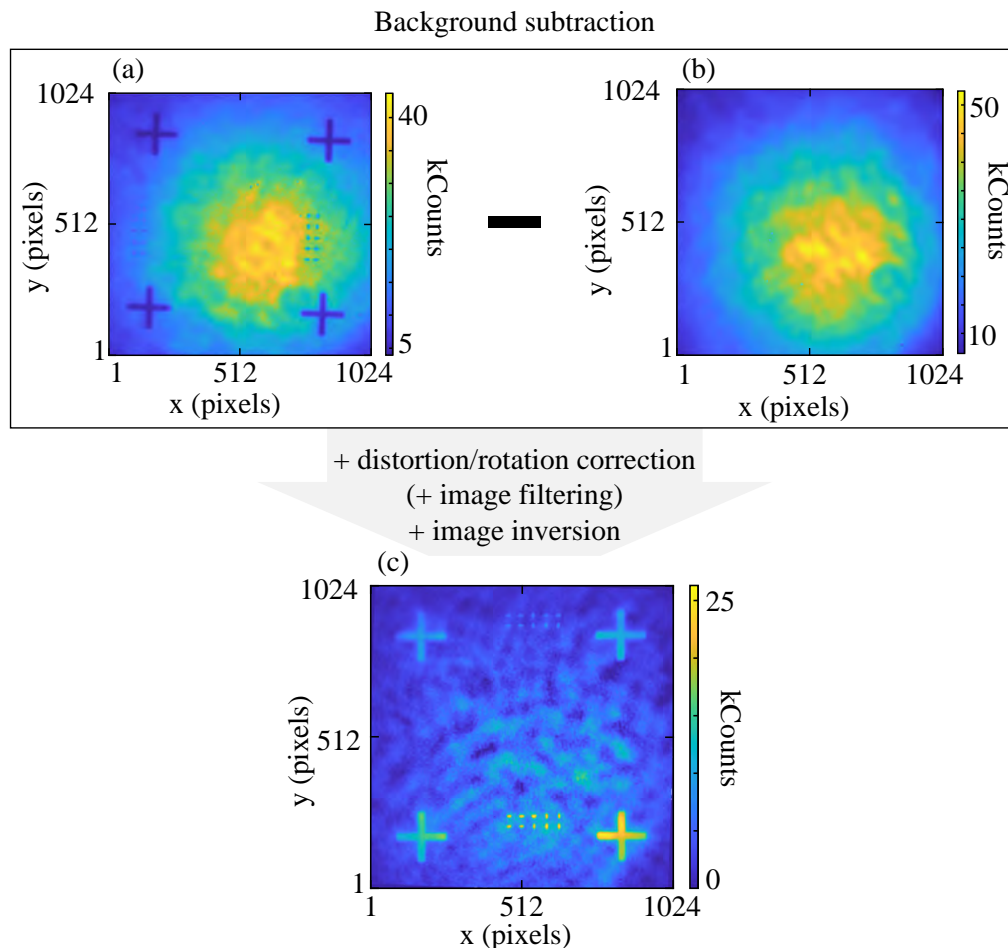 Background subtraction
(a)
1024
512
1
y (pixels)
1
512
1024
x (pixels)
40
5
kCounts
(b)
1024
512
1
y (pixels)
1
512
1024
x (pixels)
50
10
kCounts
+ distortion/rotation correction
(+ image filtering)
+ image inversion
(c)
1024
512
1
y (pixels)
1
512
1024
x (pixels)
25
0
kCounts